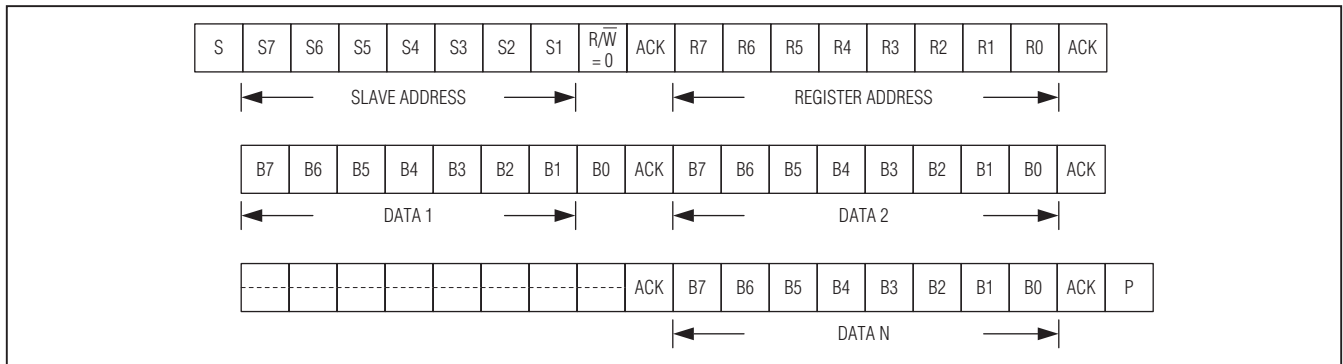 S S7 S6 S5 S4 S3 S2 S1 R/W̅ = 0 ACK R7 R6 R5 R4 R3 R2 R1 R0 ACK
SLAVE ADDRESS REGISTER ADDRESS
B7 B6 B5 B4 B3 B2 B1 B0 ACK B7 B6 B5 B4 B3 B2 B1 B0 ACK
DATA 1 DATA 2
ACK B7 B6 B5 B4 B3 B2 B1 B0 ACK P
DATA N